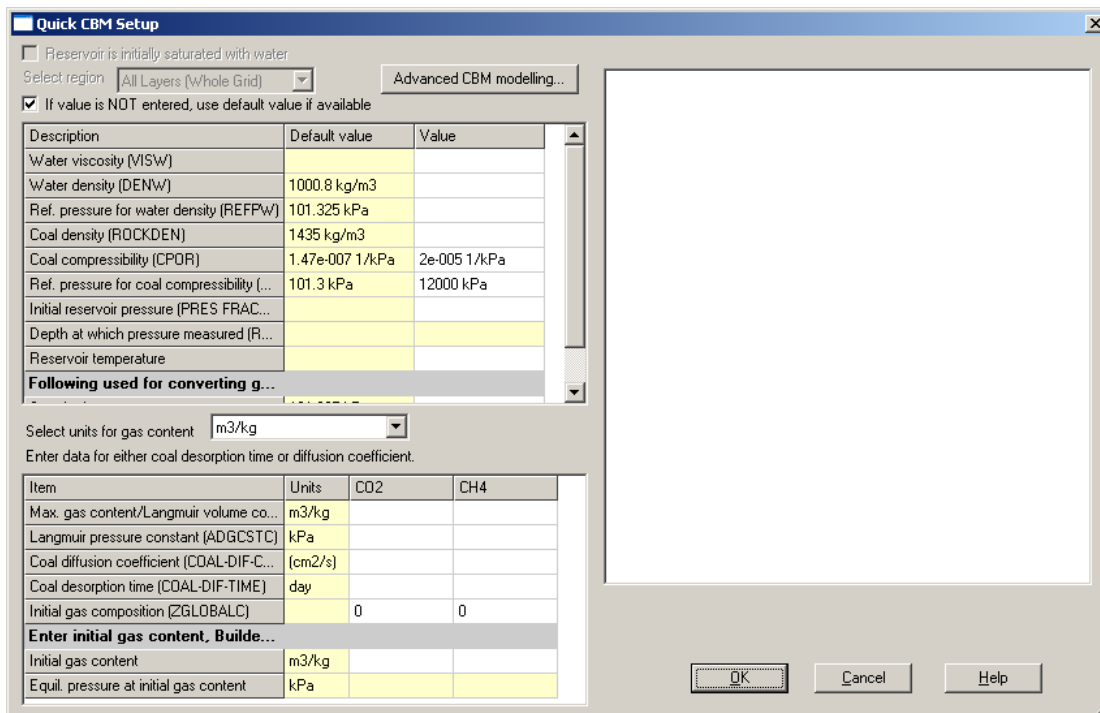 Quick CBM Setup
Reservoir is initially saturated with water
Select region All Layers (Whole Grid) Advanced CBM modelling...
If value is NOT entered, use default value if available
Description Default value Value
Water viscosity (VISW)
Water density (DENW) 1000.8 kg/m3
Ref. pressure for water density (REFPW) 101.325 kPa
Coal density (ROCKDEN) 1435 kg/m3
Coal compressibility (CPOR) 1.47e-007 1/kPa 2e-005 1/kPa
Ref. pressure for coal compressibility (... 101.3 kPa 12000 kPa
Initial reservoir pressure (PRES FRAC...
Depth at which pressure measured (R...
Reservoir temperature
Following used for converting g...
Select units for gas content m3/kg
Enter data for either coal desorption time or diffusion coefficient.
Item Units CO2 CH4
Max. gas content/Langmuir volume co... m3/kg
Langmuir pressure constant (ADGCSTC) kPa
Coal diffusion coefficient (COAL-DIF-C... (cm2/s)
Coal desorption time (COAL-DIF-TIME) day
Initial gas composition (ZGLOBALC) 0 0
Enter initial gas content, Builde...
Initial gas content m3/kg
Equil. pressure at initial gas content kPa
OK Cancel Help